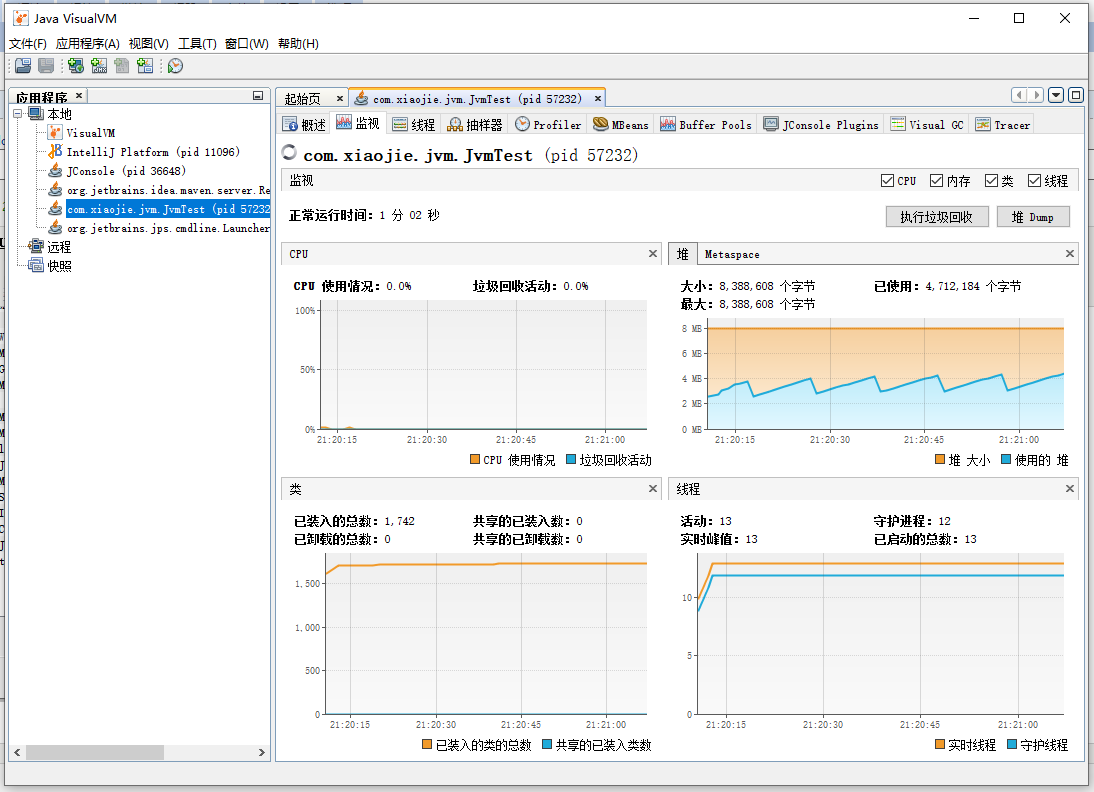 Java VisualVM
文件(F) 应用程序(A) 视图(V) 工具(T) 窗口(W) 帮助(H)
应用程序 ×
本地
VisualVM
IntelliJ Platform (pid 11096)
JConsole (pid 36648)
org.jetbrains.idea.maven.server.Re
com.xiaojie.jvm.JvmTest (pid 57232
org.jetbrains.jps.cmdline.Launcher
远程
快照
起始页 × com.xiaojie.jvm.JvmTest (pid 57232) ×
概述 监视 线程 抽样器 Profiler MBeans Buffer Pools JConsole Plugins Visual GC Tracer
com.xiaojie.jvm.JvmTest (pid 57232)
监视 CPU 内存 类 线程
正常运行时间: 1 分 02 秒 执行垃圾回收 堆 Dump
CPU ×
CPU 使用情况: 0.0% 垃圾回收活动: 0.0%
100%
50%
0%
21:20:15 21:20:30 21:20:45 21:21:00
CPU 使用情况 垃圾回收活动
堆 Metaspace ×
大小: 8,388,608 个字节 已使用: 4,712,184 个字节
最大: 8,388,608 个字节
8 MB
6 MB
4 MB
2 MB
0 MB
21:20:15 21:20:30 21:20:45 21:21:00
堆 大小 使用的 堆
类 ×
已装入的总数: 1,742 共享的已装入数: 0
已卸载的总数: 0 共享的已卸载数: 0
1,500
1,000
500
0
21:20:15 21:20:30 21:20:45 21:21:00
已装入的类的总数 共享的已装入类数
线程 ×
活动: 13 守护进程: 12
实时峰值: 13 已启动的总数: 13
10
5
0
21:20:15 21:20:30 21:20:45 21:21:00
实时线程 守护线程